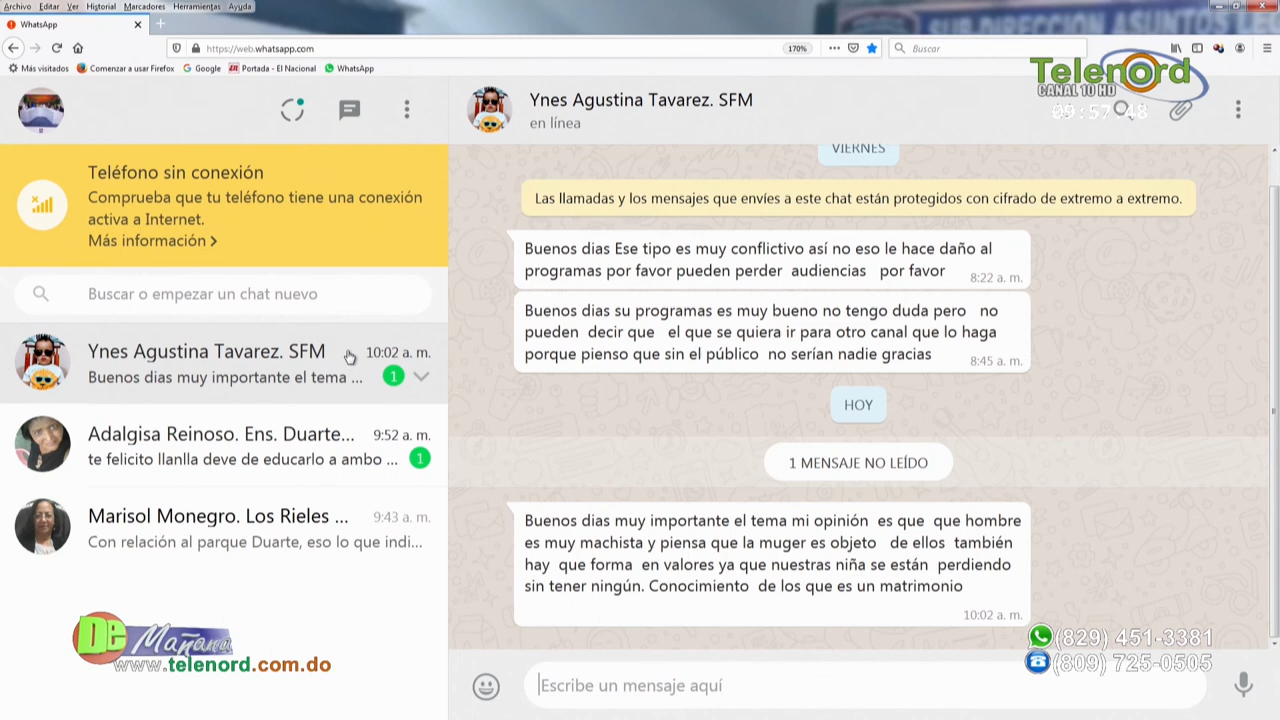 Archivo Editar Ver Historial Marcadores Herramientas Ayuda
WhatsApp
https://web.whatsapp.com
170%
Buscar
Más visitados Comenzar a usar Firefox Google Portada - El Nacional WhatsApp
SUB-DIRECCION ASUNTOS LE
Telenord
CANAL 10 HD
09:57:48
Teléfono sin conexión
Comprueba que tu teléfono tiene una conexión
activa a Internet.
Más información >
Buscar o empezar un chat nuevo
Ynes Agustina Tavarez. SFM 10:02 a. m.
Buenos dias muy importante el tema ... 1
Adalgisa Reinoso. Ens. Duarte... 9:52 a. m.
te felicito llanlla deve de educarlo a ambo ... 1
Marisol Monegro. Los Rieles ... 9:43 a. m.
Con relación al parque Duarte, eso lo que indi...
De Mañana
www.telenord.com.do
Ynes Agustina Tavarez. SFM
en línea
VIERNES
Las llamadas y los mensajes que envíes a este chat están protegidos con cifrado de extremo a extremo.
Buenos dias Ese tipo es muy conflictivo así no eso le hace daño al
programas por favor pueden perder audiencias por favor 8:22 a. m.
Buenos dias su programas es muy bueno no tengo duda pero no
pueden decir que el que se quiera ir para otro canal que lo haga
porque pienso que sin el público no serían nadie gracias 8:45 a. m.
HOY
1 MENSAJE NO LEÍDO
Buenos dias muy importante el tema mi opinión es que que hombre
es muy machista y piensa que la muger es objeto de ellos también
hay que forma en valores ya que nuestras niña se están perdiendo
sin tener ningún. Conocimiento de los que es un matrimonio
10:02 a. m.
(829) 451-3381
(809) 725-0505
Escribe un mensaje aquí